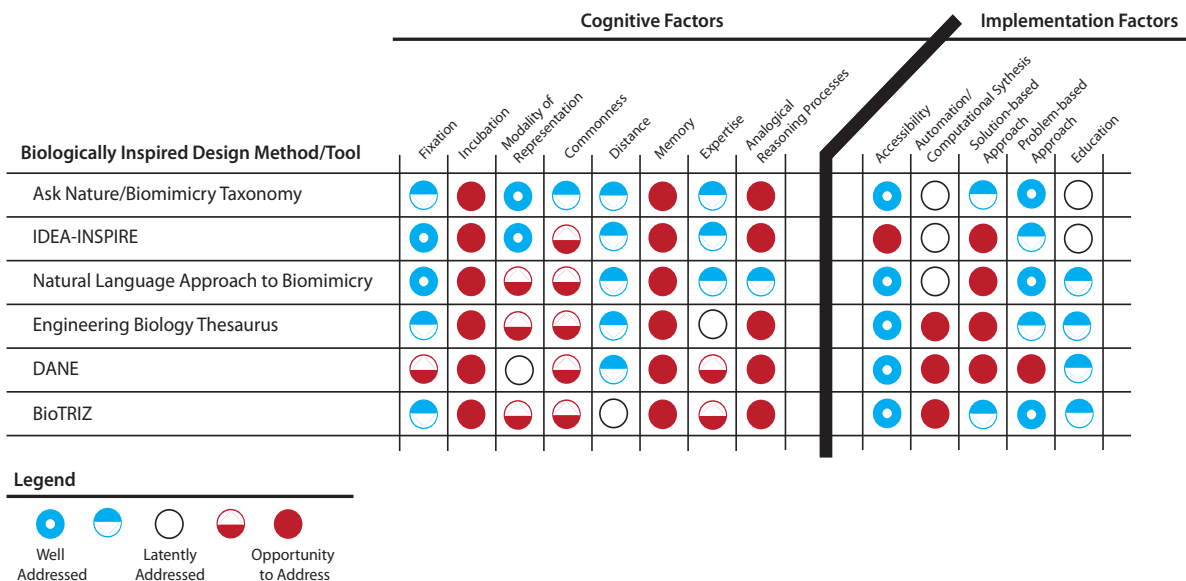 Cognitive Factors
Implementation Factors
Biologically Inspired Design Method/Tool
Fixation
Incubation
Modality of
Representation
Commonness
Distance
Memory
Expertise
Analogical
Reasoning Processes
Accessibility
Automation/
Computational Sythesis
Solution-based
Approach
Problem-based
Approach
Education
Ask Nature/Biomimicry Taxonomy
IDEA-INSPIRE
Natural Language Approach to Biomimicry
Engineering Biology Thesaurus
DANE
BioTRIZ
Legend
Well
Addressed
Latently
Addressed
Opportunity
to Address